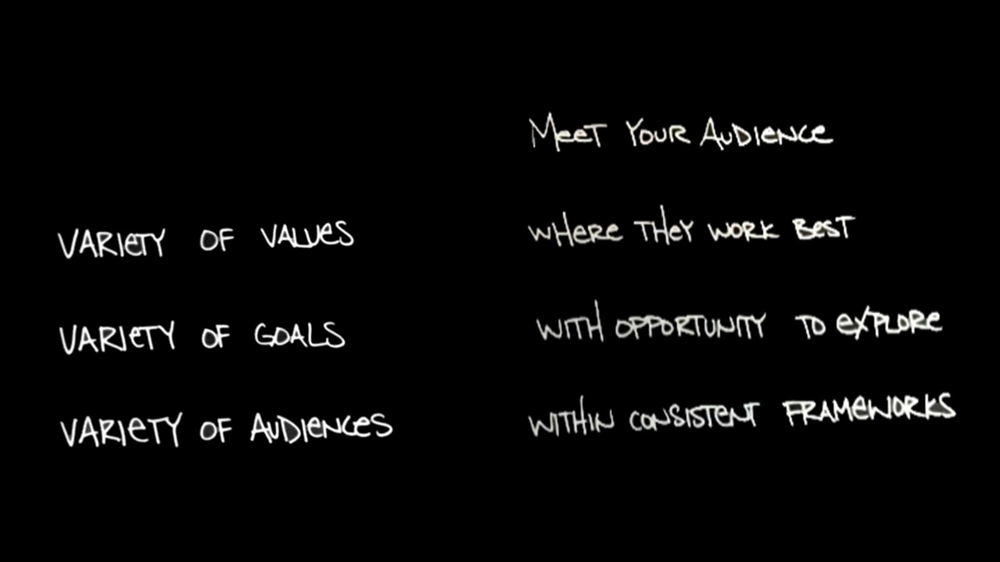 VARIETY OF VALUES
VARIETY OF GOALS
VARIETY OF AUDIENCES
MEET YOUR AUDIENCE
WHERE THEY WORK BEST
WITH OPPORTUNITY TO EXPLORE
WITHIN CONSISTENT FRAMEWORKS